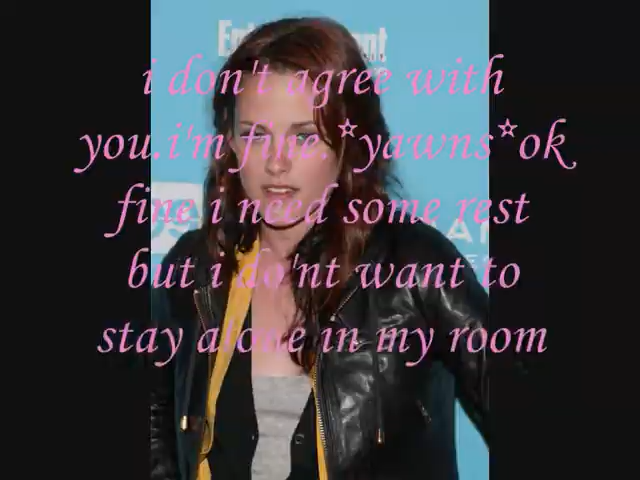 i don't agree with
you.i'm fine.*yawns*ok
fine i need some rest
but i do'nt want to
stay alone in my room